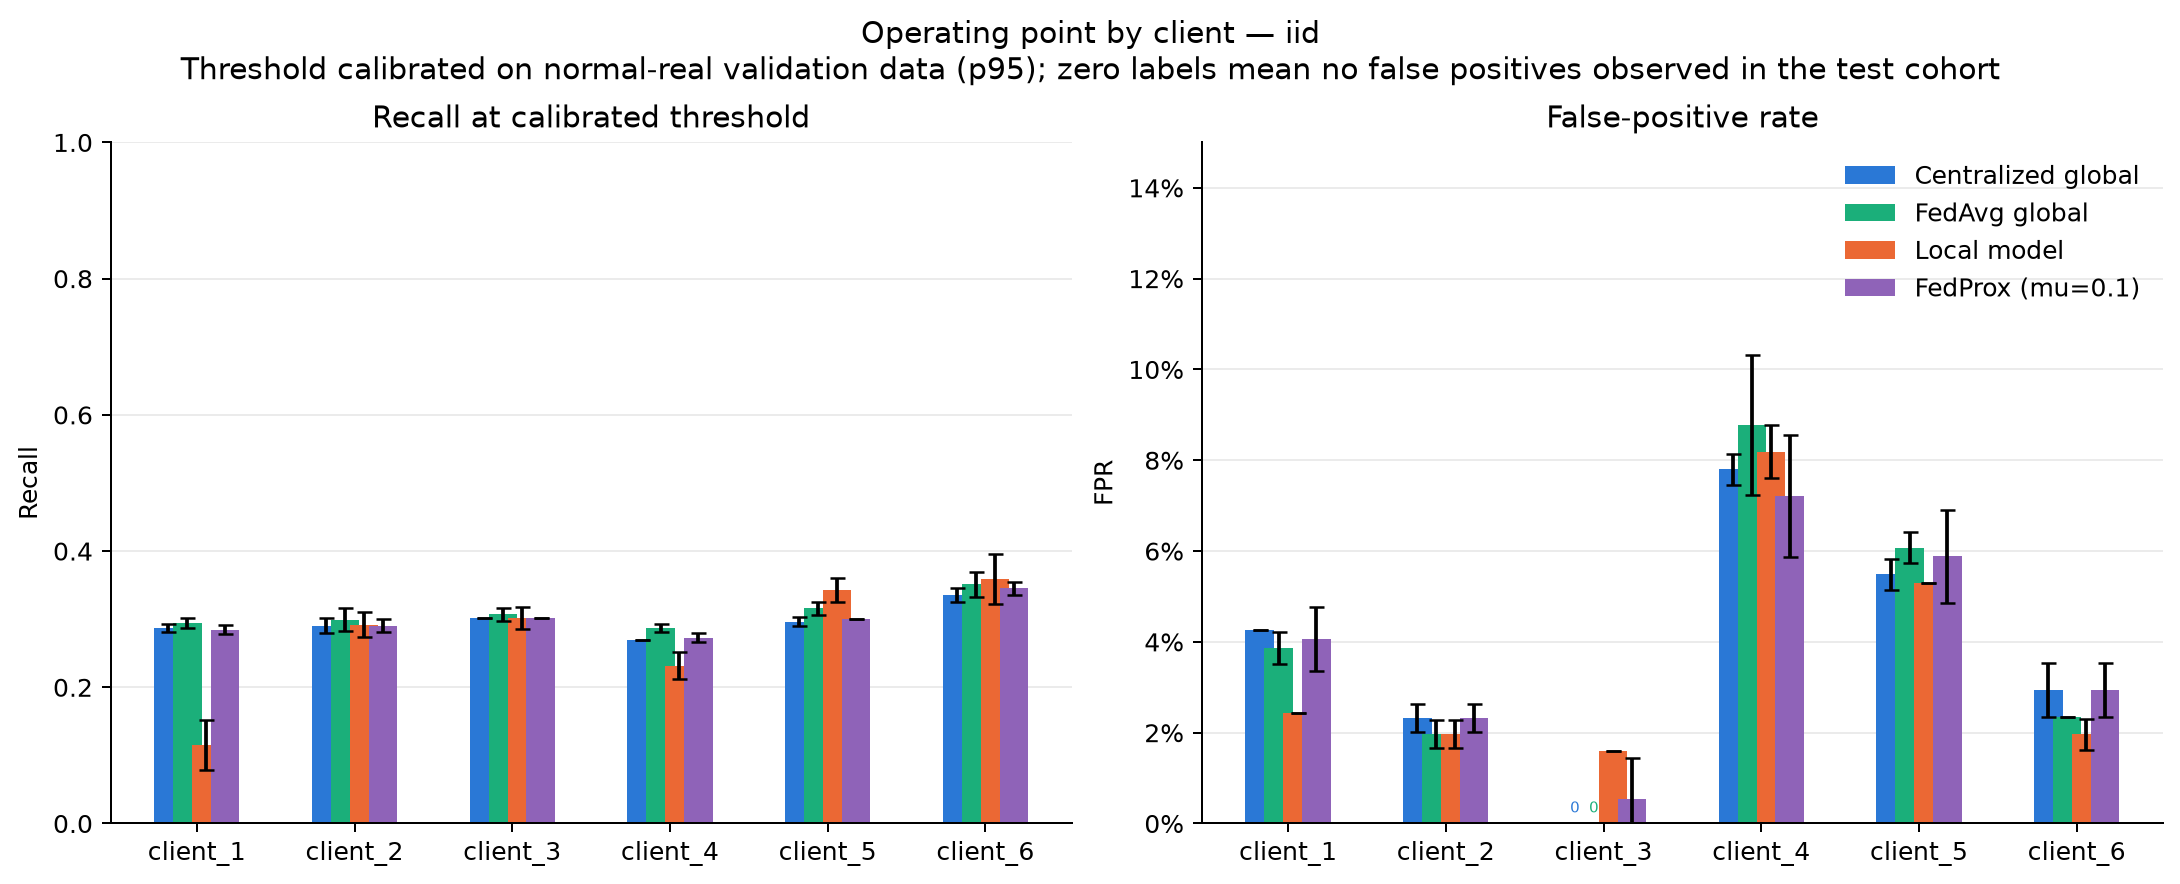 Operating point by client — iid
Threshold calibrated on normal-real validation data (p95); zero labels mean no false positives observed in the test cohort
Recall at calibrated threshold
1.0
0.8
0.6
0.4
0.2
0.0
Recall
client_1 client_2 client_3 client_4 client_5 client_6
False-positive rate
14%
12%
10%
8%
6%
4%
2%
0%
FPR
Centralized global
FedAvg global
Local model
FedProx (mu=0.1)
0 0
client_1 client_2 client_3 client_4 client_5 client_6